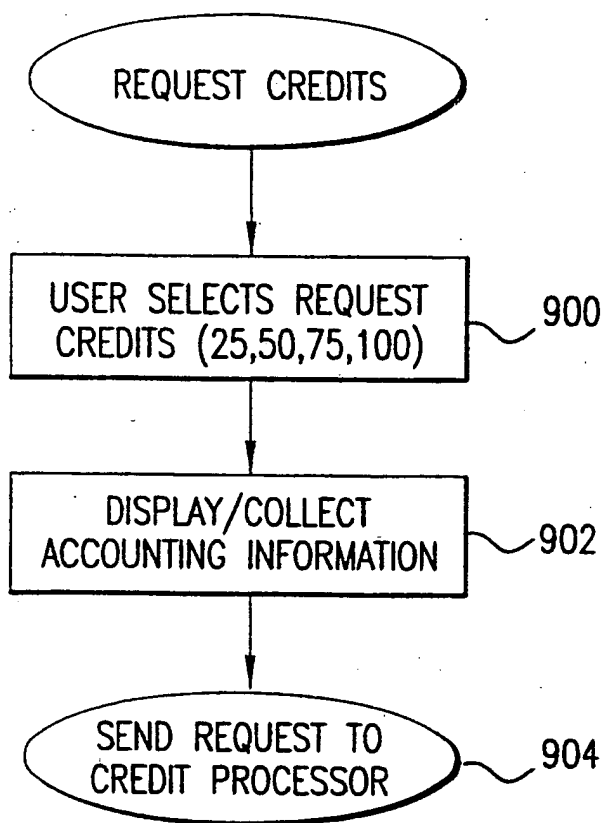 REQUEST CREDITS
USER SELECTS REQUEST
CREDITS (25,50,75,100)
900
DISPLAY/COLLECT
ACCOUNTING INFORMATION
902
SEND REQUEST TO
CREDIT PROCESSOR
904